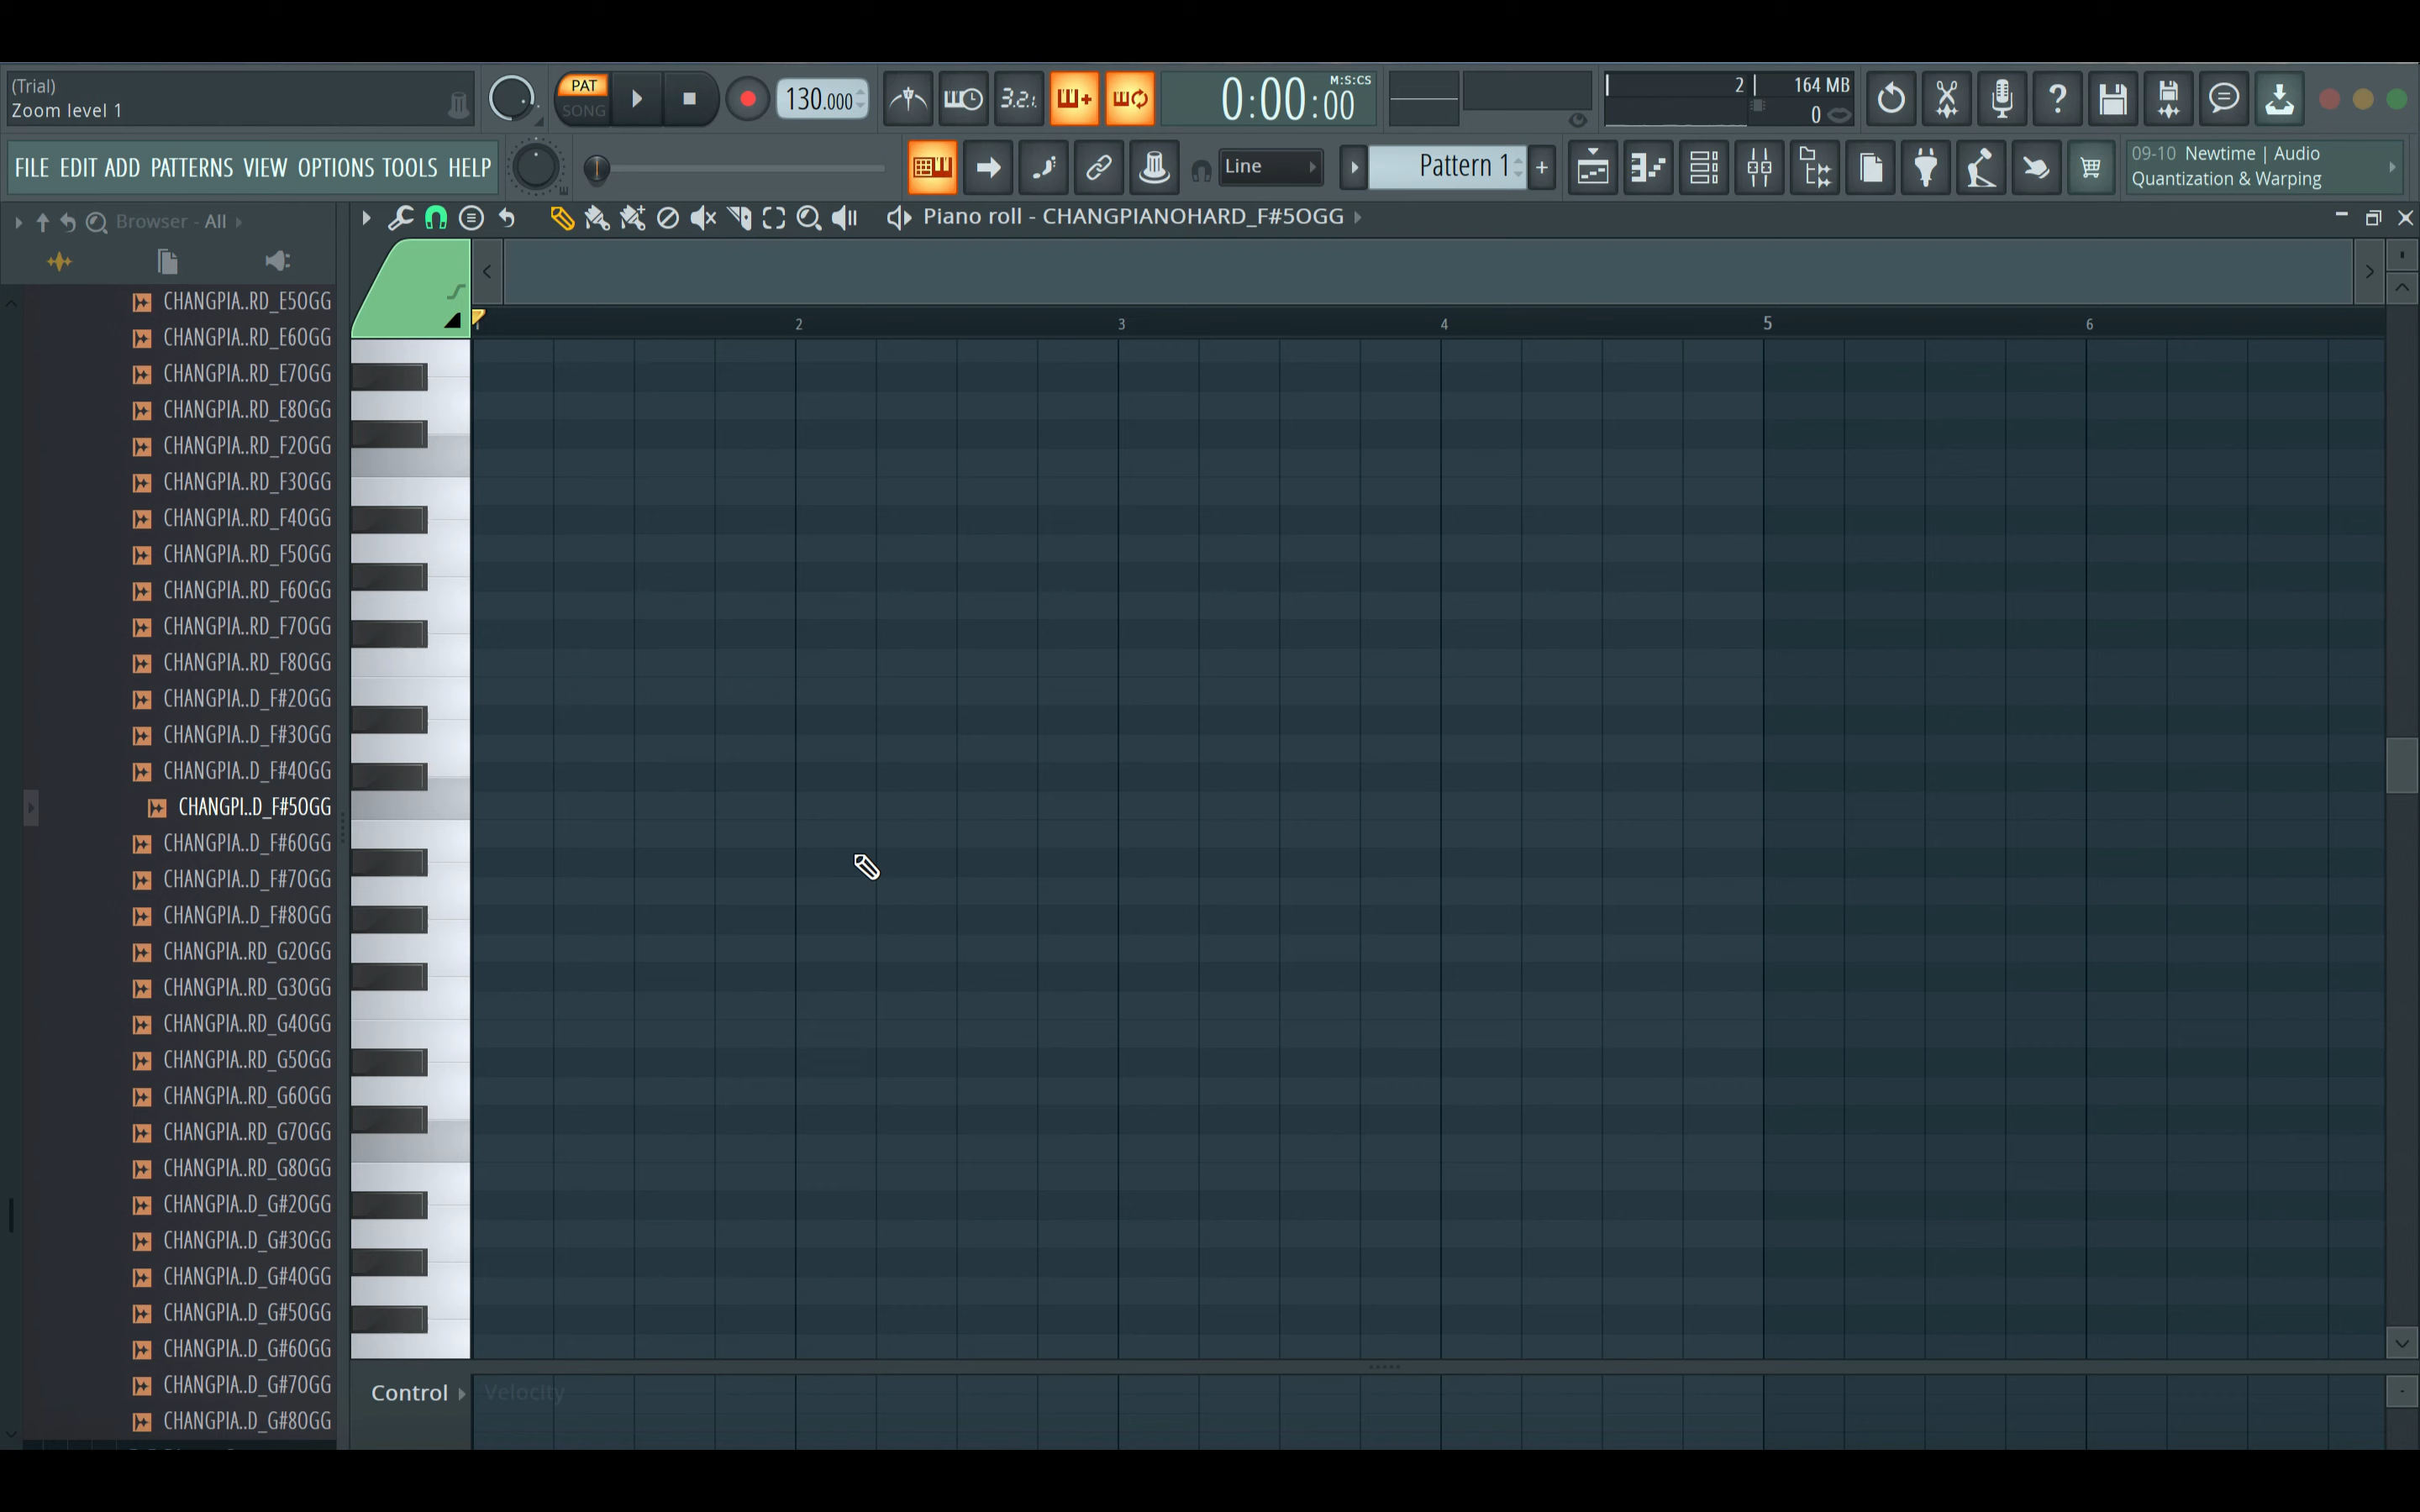 (Trial)
Zoom level 1
PAT
SONG
130.000
3.2.1.
0:00:00
M:S:CS
2
164 MB
0
FILE EDIT ADD PATTERNS VIEW OPTIONS TOOLS HELP
Line
Pattern 1
+
09-10 Newtime | Audio
Quantization & Warping
Browser - All
Piano roll - CHANGPIANOHARD_F#5OGG
1 2 3 4 5 6
CHANGPIA..RD_E5OGG
CHANGPIA..RD_E6OGG
CHANGPIA..RD_E7OGG
CHANGPIA..RD_E8OGG
CHANGPIA..RD_F2OGG
CHANGPIA..RD_F3OGG
CHANGPIA..RD_F4OGG
CHANGPIA..RD_F5OGG
CHANGPIA..RD_F6OGG
CHANGPIA..RD_F7OGG
CHANGPIA..RD_F8OGG
CHANGPIA..D_F#2OGG
CHANGPIA..D_F#3OGG
CHANGPIA..D_F#4OGG
CHANGPI..D_F#5OGG
CHANGPIA..D_F#6OGG
CHANGPIA..D_F#7OGG
CHANGPIA..D_F#8OGG
CHANGPIA..RD_G2OGG
CHANGPIA..RD_G3OGG
CHANGPIA..RD_G4OGG
CHANGPIA..RD_G5OGG
CHANGPIA..RD_G6OGG
CHANGPIA..RD_G7OGG
CHANGPIA..RD_G8OGG
CHANGPIA..D_G#2OGG
CHANGPIA..D_G#3OGG
CHANGPIA..D_G#4OGG
CHANGPIA..D_G#5OGG
CHANGPIA..D_G#6OGG
CHANGPIA..D_G#7OGG
CHANGPIA..D_G#8OGG
Control
Velocity